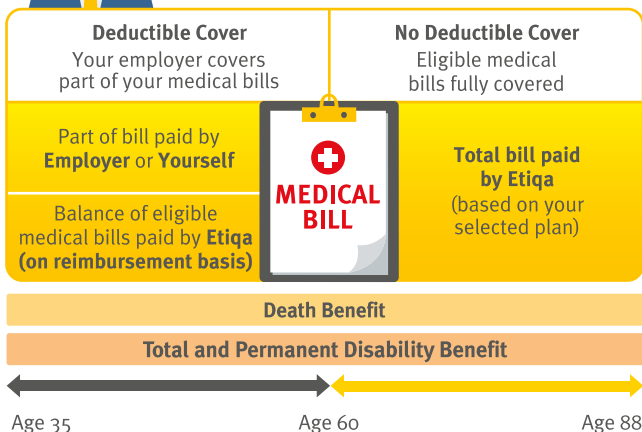 Deductible Cover
Your employer covers
part of your medical bills
No Deductible Cover
Eligible medical
bills fully covered
Part of bill paid by
Employer or Yourself
Balance of eligible
medical bills paid by Etiqa
(on reimbursement basis)
MEDICAL
BILL
Total bill paid
by Etiqa
(based on your
selected plan)
Death Benefit
Total and Permanent Disability Benefit
Age 35
Age 60
Age 88